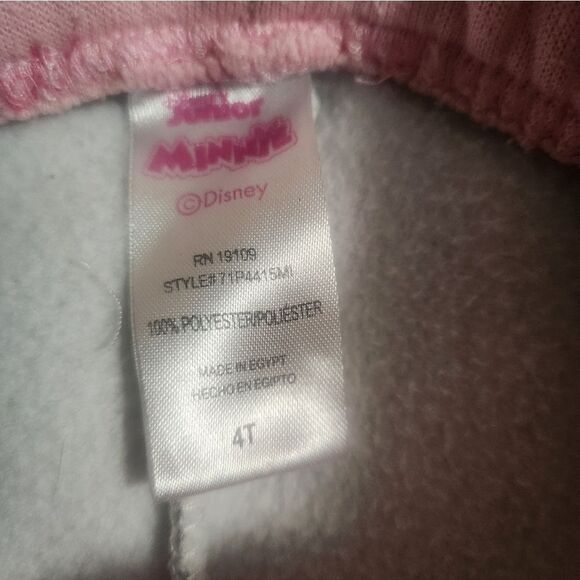 Junior
MINNIE
©Disney
RN 19109
STYLE#71P4415MI
100% POLYESTER/POLIÉSTER
MADE IN EGYPT
HECHO EN EGIPTO
4T